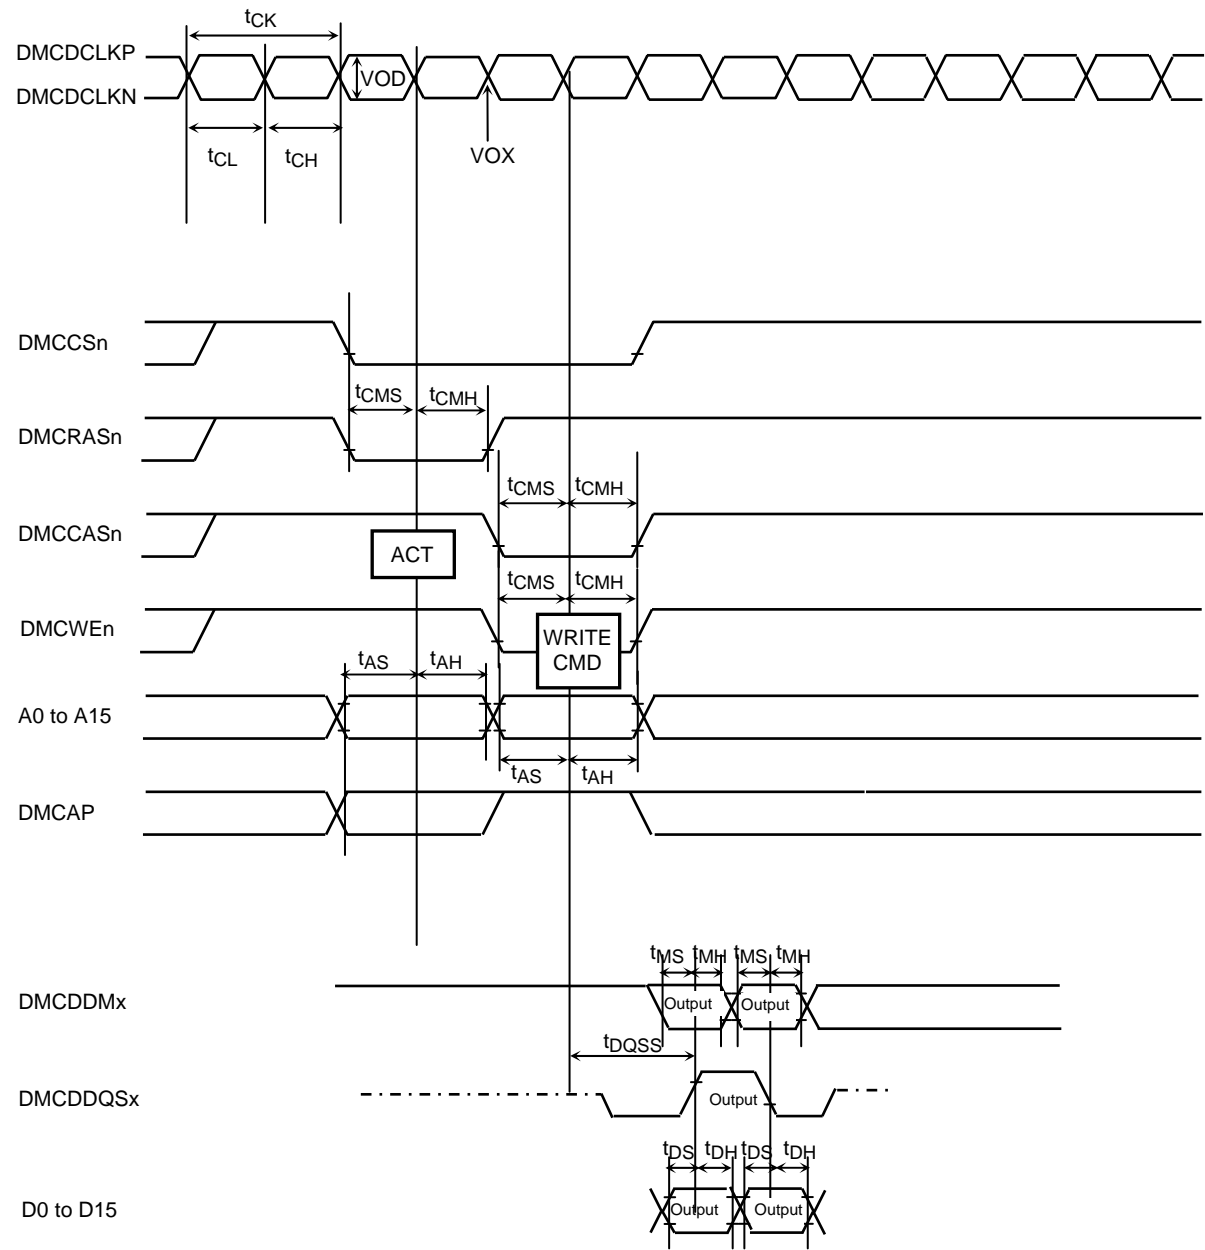 tCK
DMCDCLKP
VOD
DMCDCLKN
tCL
tCH
VOX
DMCCSn
tCMS
tCMH
DMCRASn
tCMS
tCMH
DMCCASn
ACT
tCMS
tCMH
DMCWEn
WRITE
CMD
tAS
tAH
A0 to A15
tAS
tAH
DMCAP
tMS
tMH
tMS
tMH
DMCDDMx
Output
Output
tDQSS
DMCDDQSx
Output
tDS
tDH
tDS
tDH
D0 to D15
Output
Output